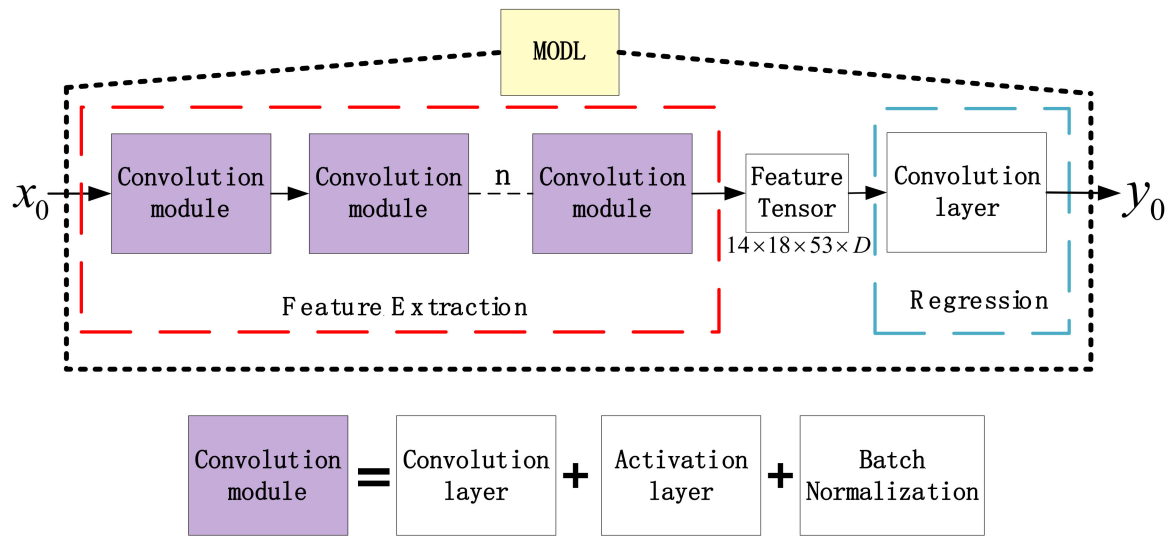 MODL
x₀
Convolution
module
Convolution
module
n
Convolution
module
Feature
Tensor
14×18×53×D
Convolution
layer
y₀
Feature Extraction
Regression
Convolution
module
=
Convolution
layer
+
Activation
layer
+
Batch
Normalization